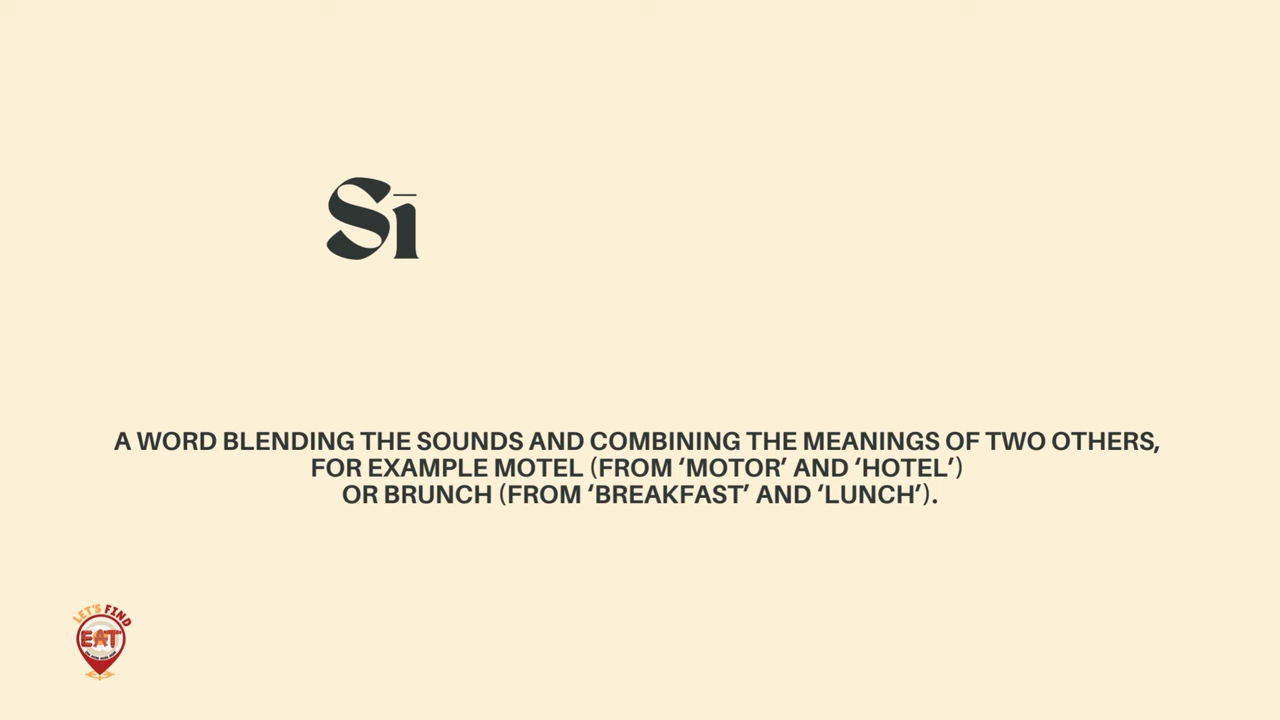 Sī
A WORD BLENDING THE SOUNDS AND COMBINING THE MEANINGS OF TWO OTHERS,
FOR EXAMPLE MOTEL (FROM ‘MOTOR’ AND ‘HOTEL’)
OR BRUNCH (FROM ‘BREAKFAST’ AND ‘LUNCH’).
LET'S FIND
EAT